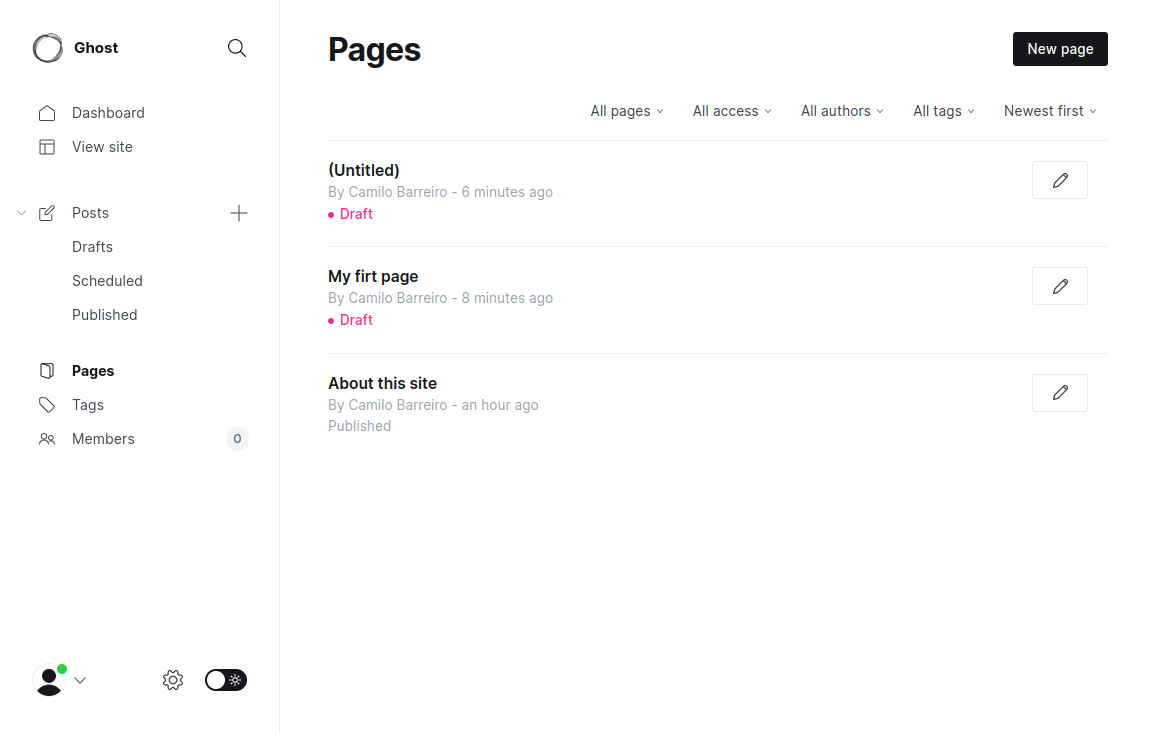 Ghost
Dashboard
View site
Posts
Drafts
Scheduled
Published
Pages
Tags
Members
0
Pages
New page
All pages
All access
All authors
All tags
Newest first
(Untitled)
By Camilo Barreiro - 6 minutes ago
Draft
My firt page
By Camilo Barreiro - 8 minutes ago
Draft
About this site
By Camilo Barreiro - an hour ago
Published